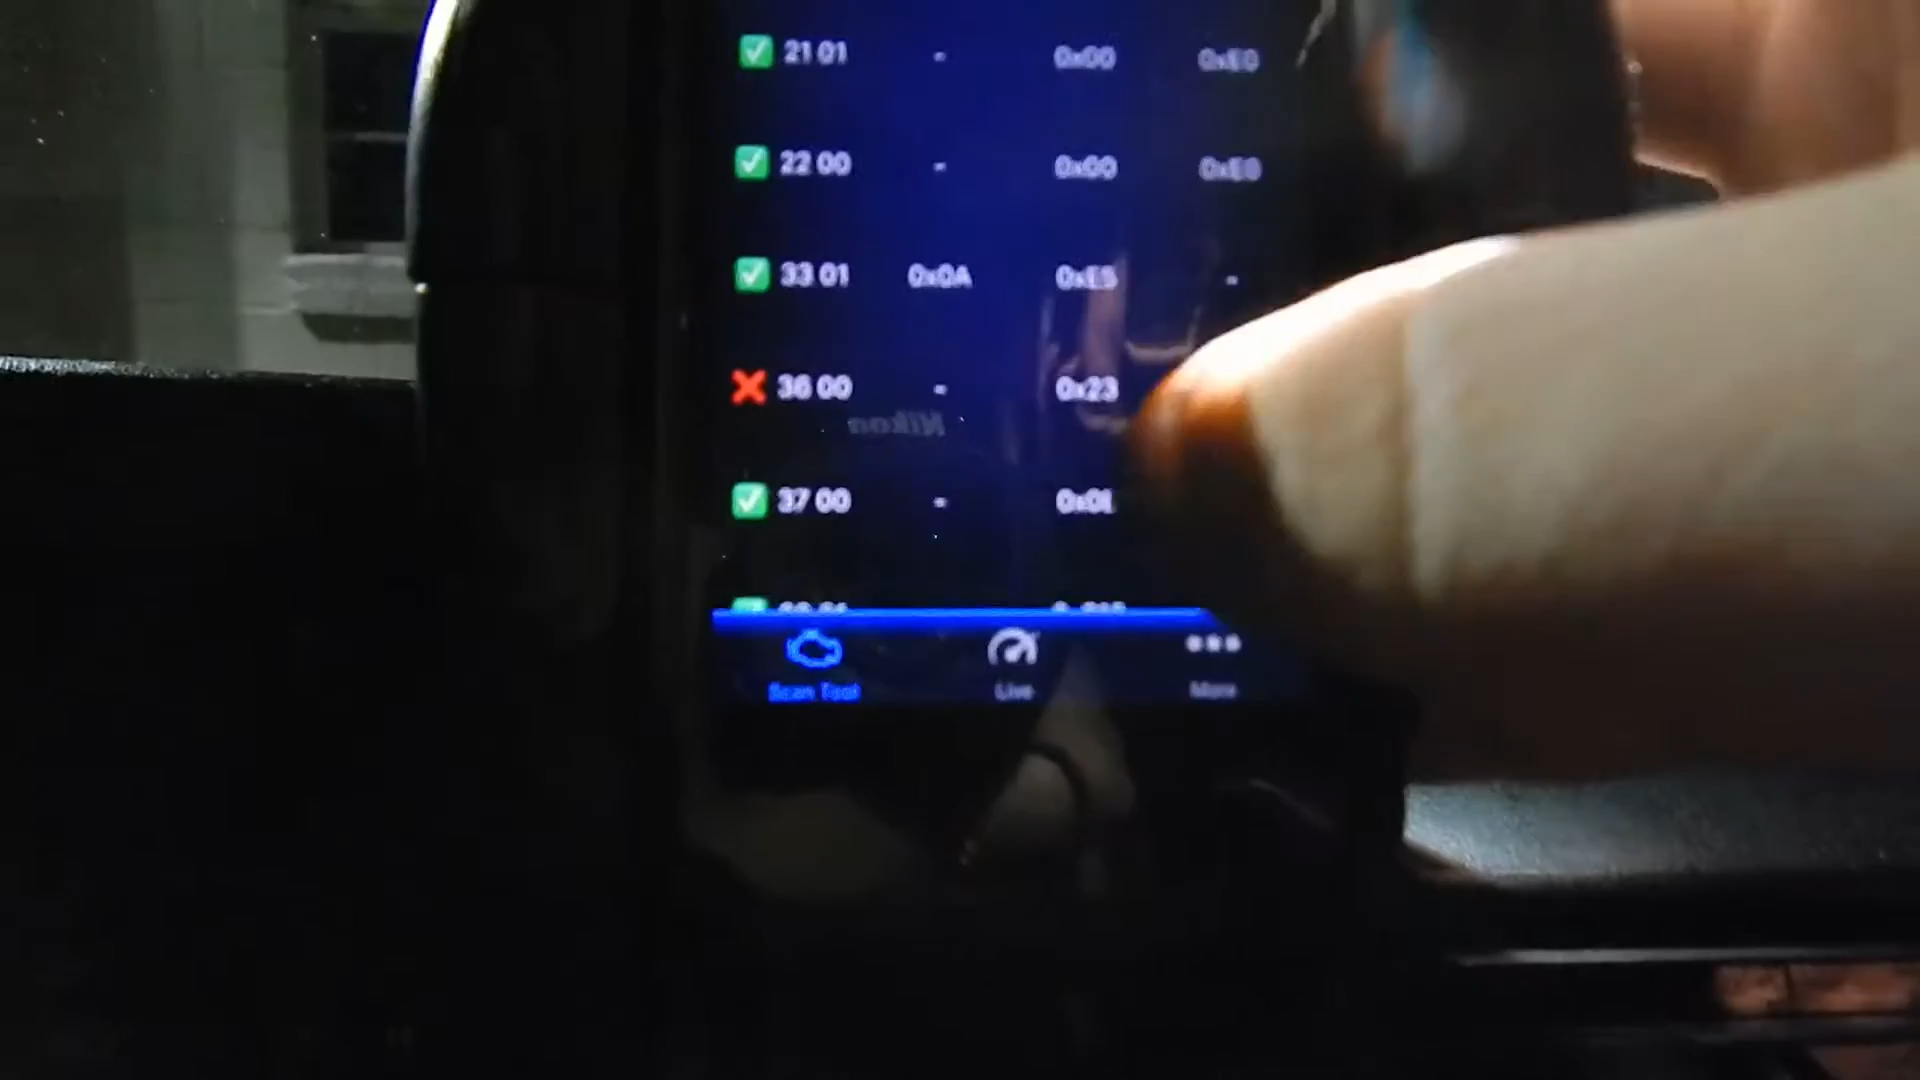 21 01 - 0x00 0xE0
22 00 - 0x00 0xE0
33 01 0x0A 0xE5 -
36 00 - 0x23
Nikon
37 00 -
Scan Tool Live More